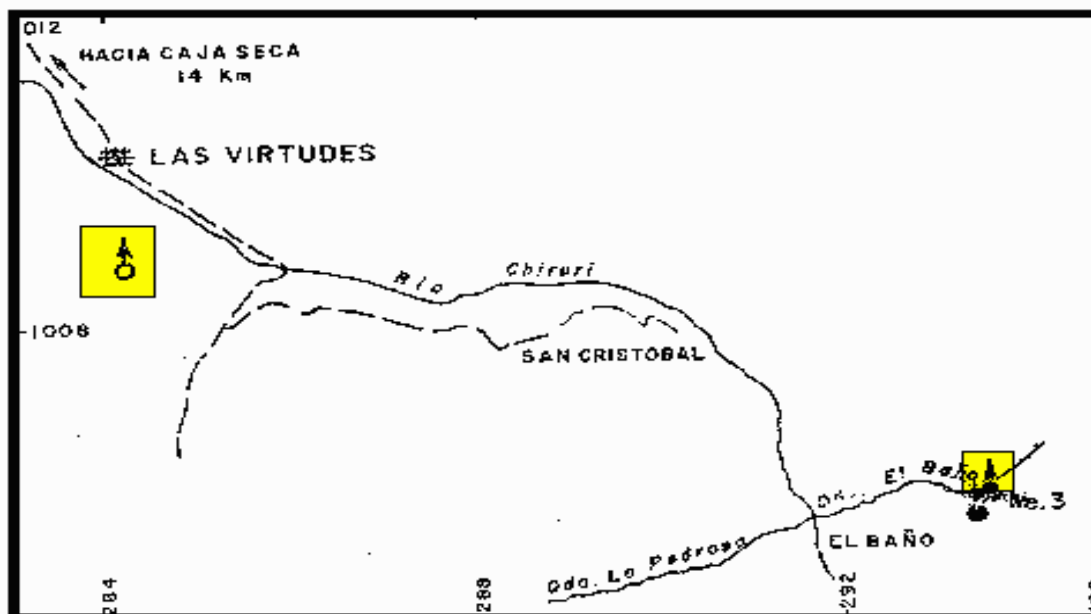 012
HACIA CAJA SECA
14 Km
LAS VIRTUDES
Rio Chiruri
1008
SAN CRISTOBAL
El Baño
Me.3
Qda. La Pedrosa
EL BAÑO
284
288
292